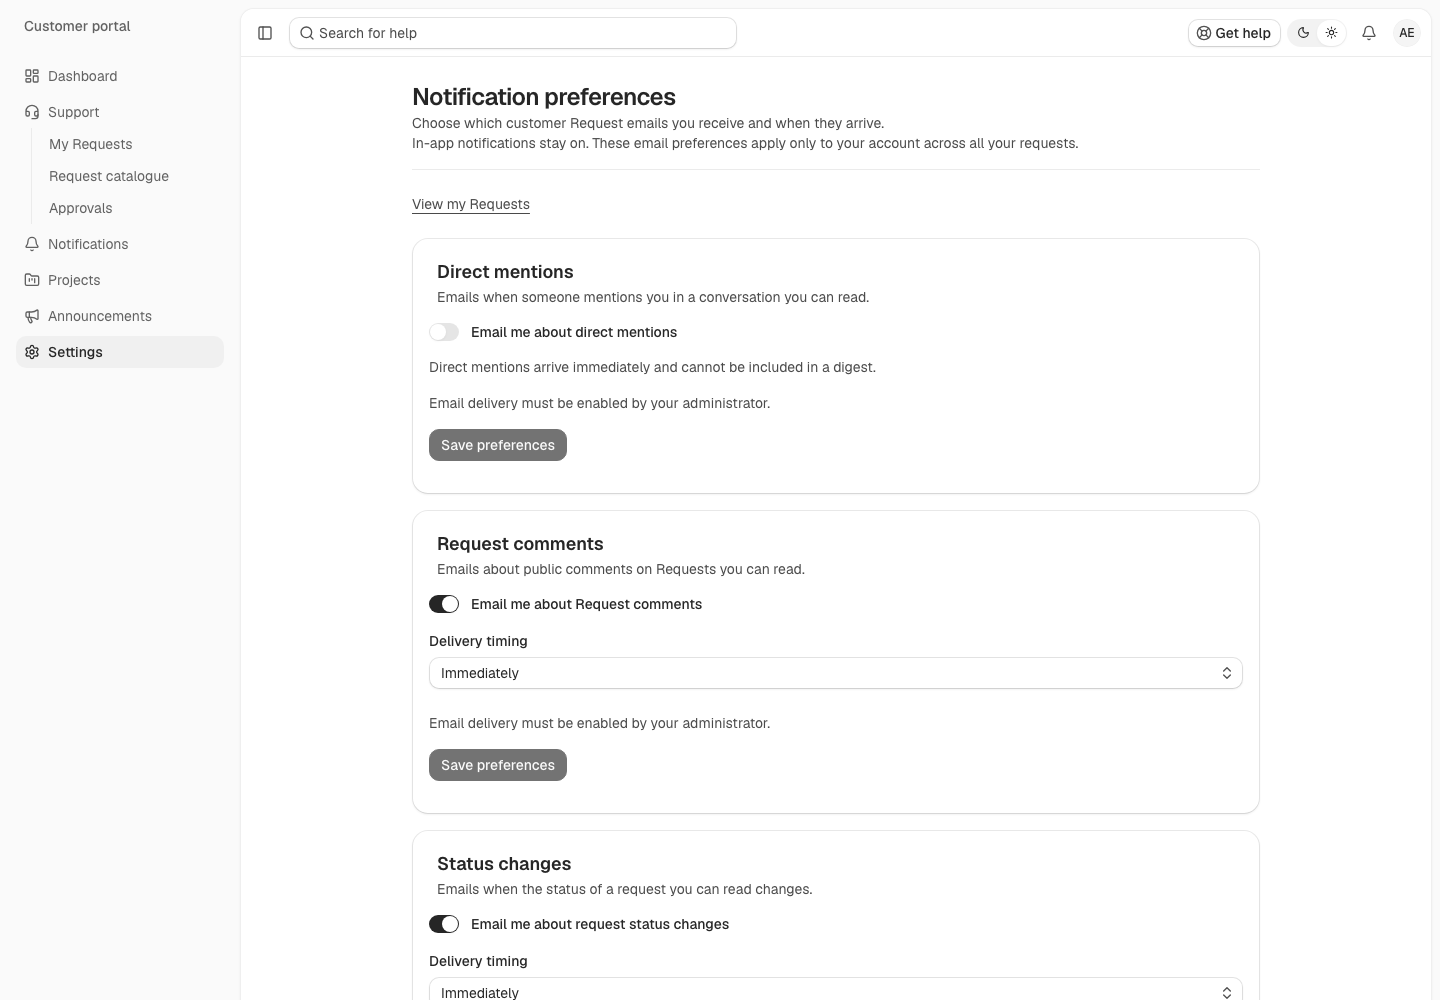 Customer portal
Dashboard
Support
My Requests
Request catalogue
Approvals
Notifications
Projects
Announcements
Settings
Search for help
Get help
AE
Notification preferences
Choose which customer Request emails you receive and when they arrive.
In-app notifications stay on. These email preferences apply only to your account across all your requests.
View my Requests
Direct mentions
Emails when someone mentions you in a conversation you can read.
Email me about direct mentions
Direct mentions arrive immediately and cannot be included in a digest.
Email delivery must be enabled by your administrator.
Save preferences
Request comments
Emails about public comments on Requests you can read.
Email me about Request comments
Delivery timing
Immediately
Email delivery must be enabled by your administrator.
Save preferences
Status changes
Emails when the status of a request you can read changes.
Email me about request status changes
Delivery timing
Immediately